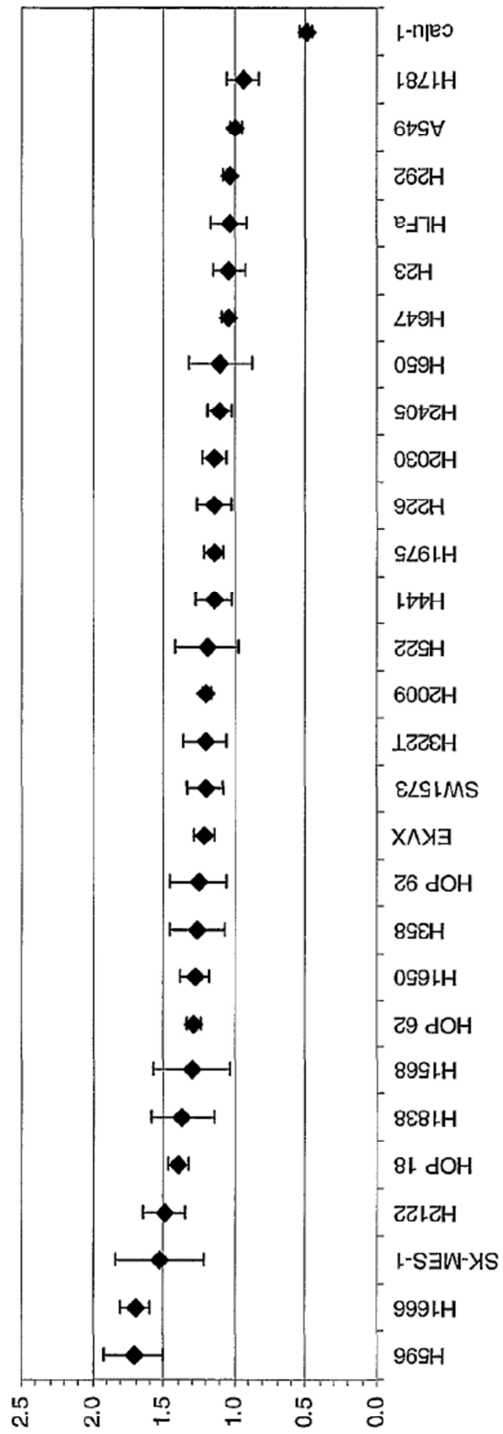 calu-1
H1781
A549
H292
HLFa
H23
H647
H650
H2405
H2030
H226
H1975
H441
H522
H2009
H322T
SW1573
EKVX
HOP 92
H358
H1650
HOP 62
H1568
H1838
HOP 18
H2122
SK-MES-1
H1666
H596
2.5
2.0
1.5
1.0
0.5
0.0